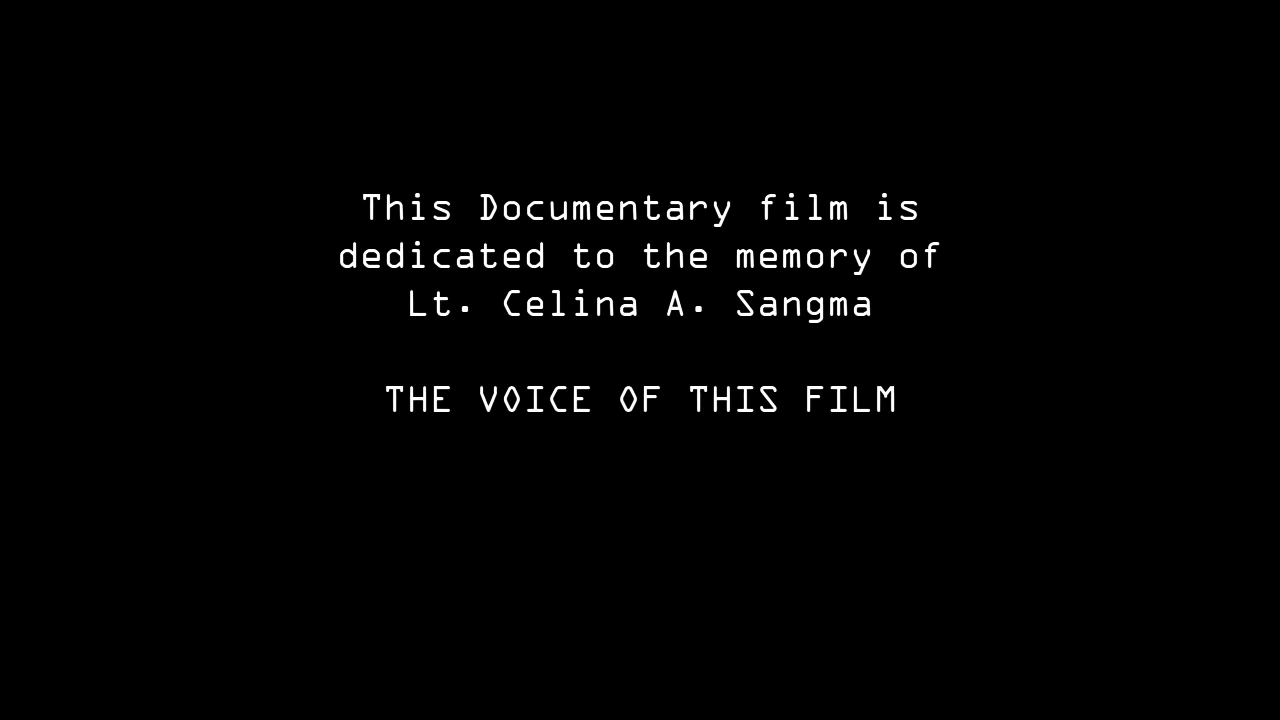 This Documentary film is
dedicated to the memory of
Lt. Celina A. Sangma
THE VOICE OF THIS FILM